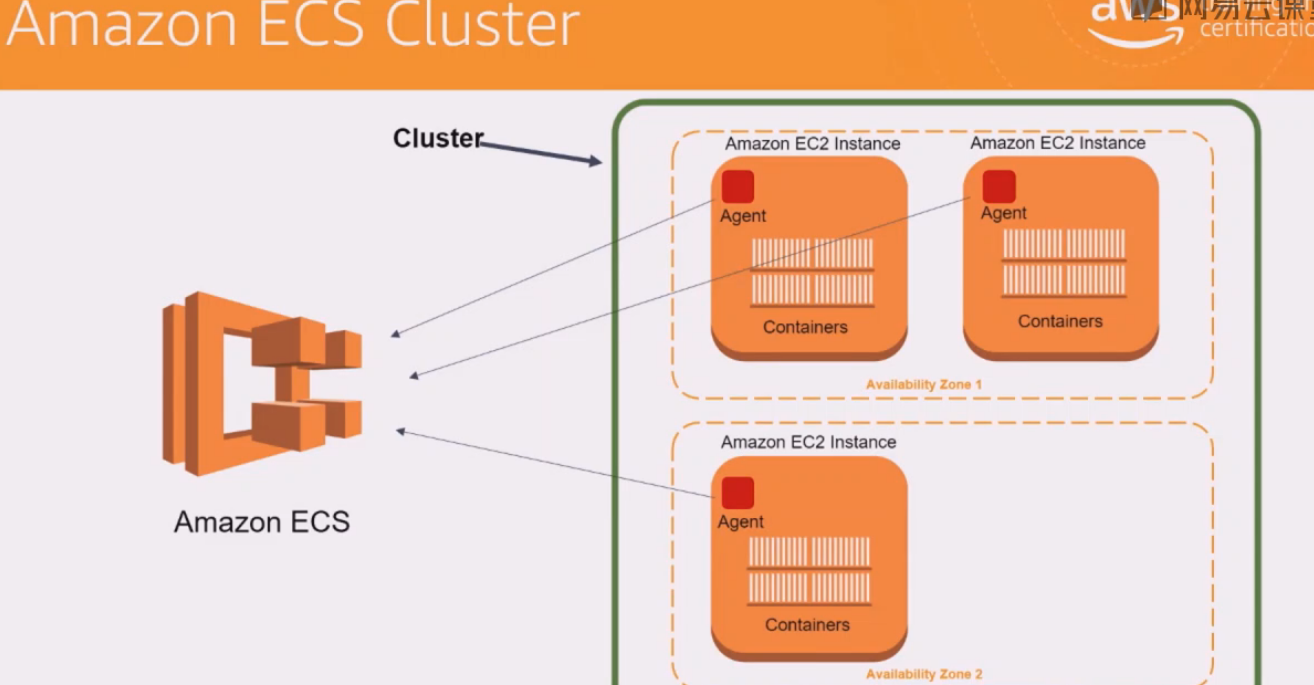 Amazon ECS Cluster
aws
网易云课
certificatio
Cluster
Amazon EC2 Instance
Amazon EC2 Instance
Agent
Agent
Containers
Containers
Availability Zone 1
Amazon ECS
Amazon EC2 Instance
Agent
Containers
Availability Zone 2